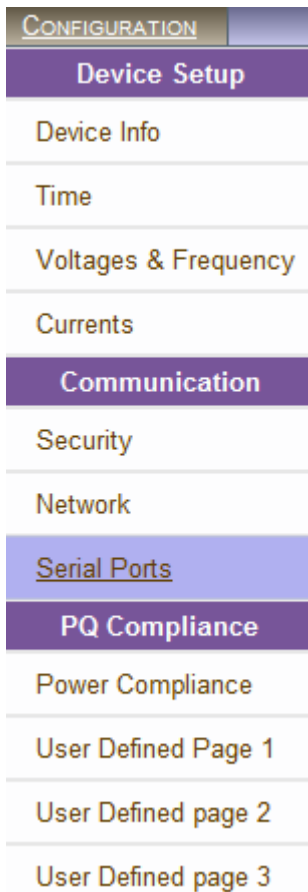 CONFIGURATION
Device Setup
Device Info
Time
Voltages & Frequency
Currents
Communication
Security
Network
Serial Ports
PQ Compliance
Power Compliance
User Defined Page 1
User Defined page 2
User Defined page 3